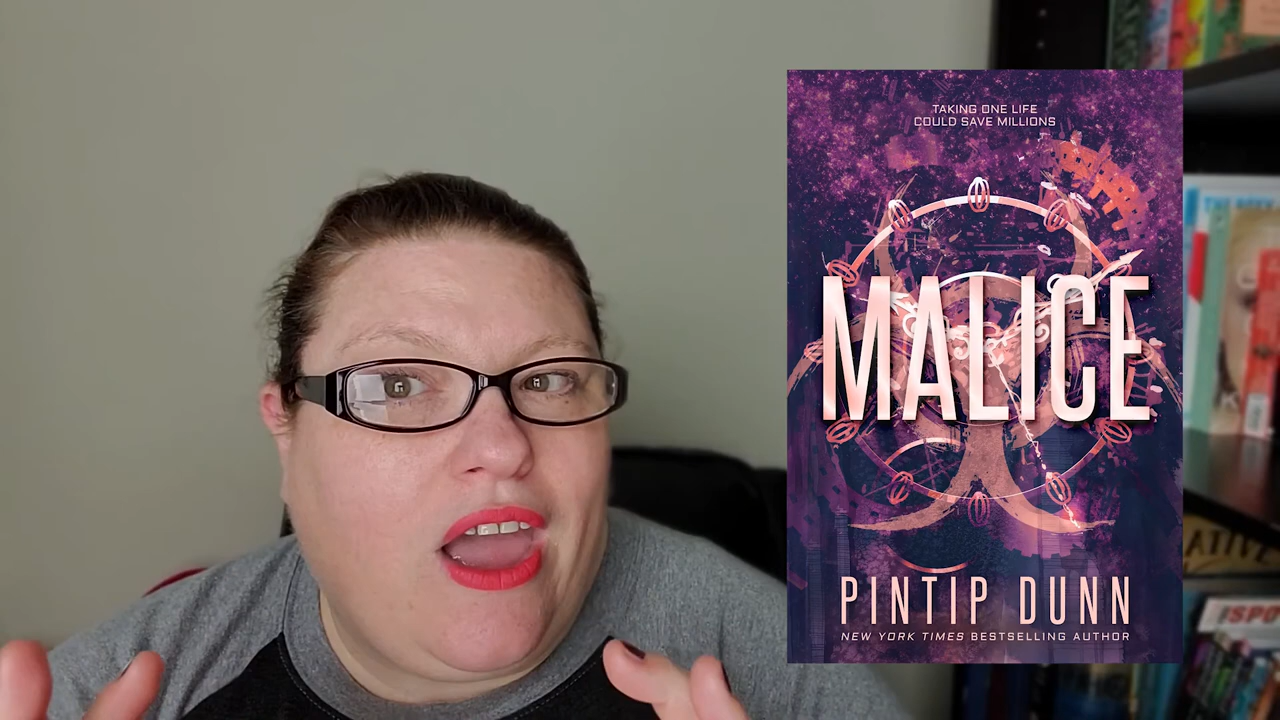 TAKING ONE LIFE
COULD SAVE MILLIONS
MALICE
PINTIP DUNN
NEW YORK TIMES BESTSELLING AUTHOR